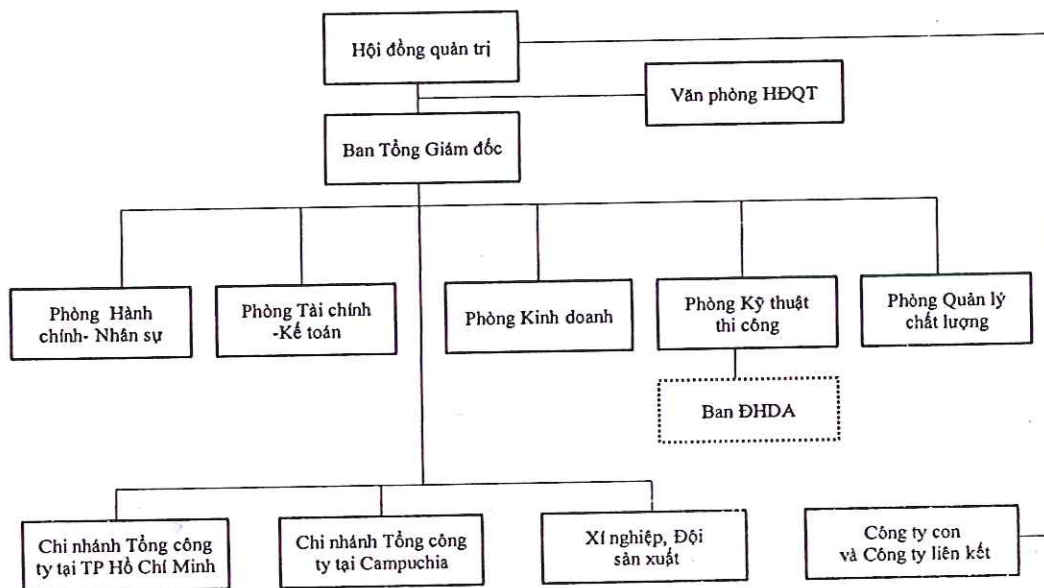 Hội đồng quản trị
Văn phòng HĐQT
Ban Tổng Giám đốc
Phòng Hành
chính- Nhân sự
Phòng Tài chính
-Kế toán
Phòng Kinh doanh
Phòng Kỹ thuật
thi công
Phòng Quản lý
chất lượng
Ban ĐHDA
Chi nhánh Tổng công
ty tại TP Hồ Chí Minh
Chi nhánh Tổng công
ty tại Campuchia
Xí nghiệp, Đội
sản xuất
Công ty con
và Công ty liên kết